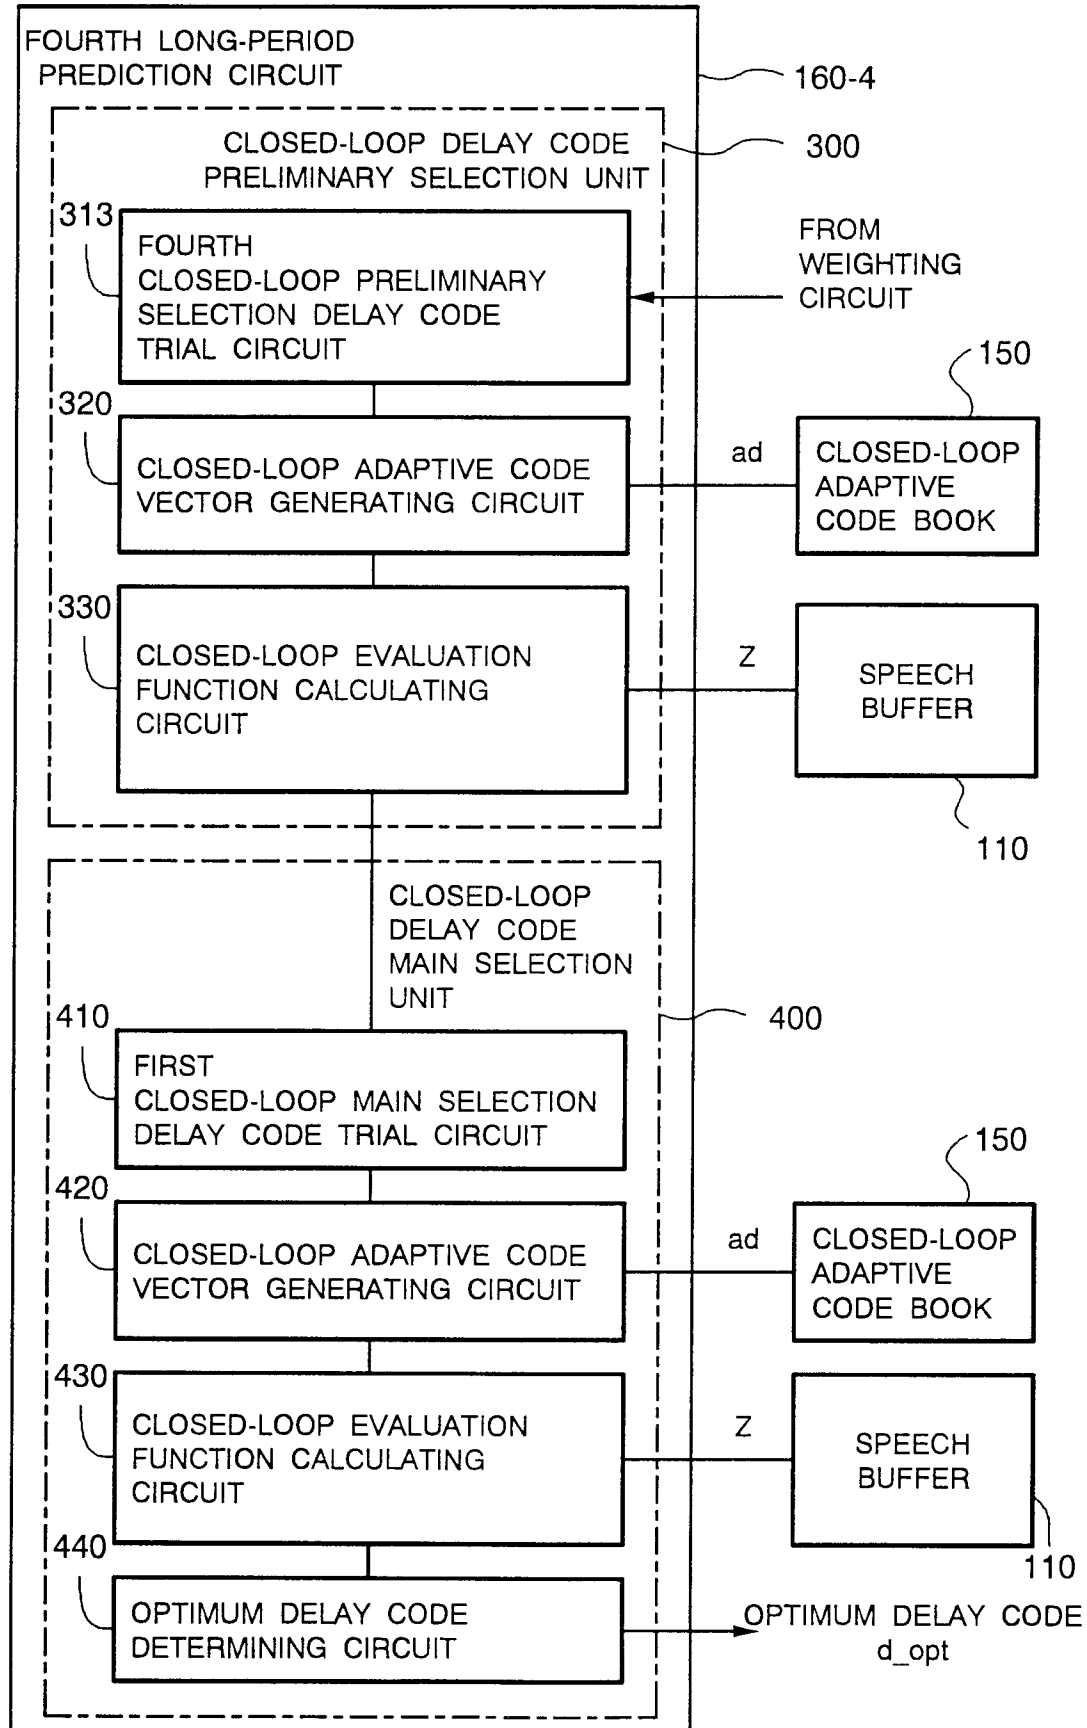 FOURTH LONG-PERIOD
PREDICTION CIRCUIT
160-4
CLOSED-LOOP DELAY CODE
PRELIMINARY SELECTION UNIT
300
313
FOURTH
CLOSED-LOOP PRELIMINARY
SELECTION DELAY CODE
TRIAL CIRCUIT
FROM
WEIGHTING
CIRCUIT
320
CLOSED-LOOP ADAPTIVE CODE
VECTOR GENERATING CIRCUIT
ad
150
CLOSED-LOOP
ADAPTIVE
CODE BOOK
330
CLOSED-LOOP EVALUATION
FUNCTION CALCULATING
CIRCUIT
Z
SPEECH
BUFFER
110
CLOSED-LOOP
DELAY CODE
MAIN SELECTION
UNIT
400
410
FIRST
CLOSED-LOOP MAIN SELECTION
DELAY CODE TRIAL CIRCUIT
420
CLOSED-LOOP ADAPTIVE CODE
VECTOR GENERATING CIRCUIT
ad
150
CLOSED-LOOP
ADAPTIVE
CODE BOOK
430
CLOSED-LOOP EVALUATION
FUNCTION CALCULATING
CIRCUIT
Z
SPEECH
BUFFER
110
440
OPTIMUM DELAY CODE
DETERMINING CIRCUIT
OPTIMUM DELAY CODE
d_opt